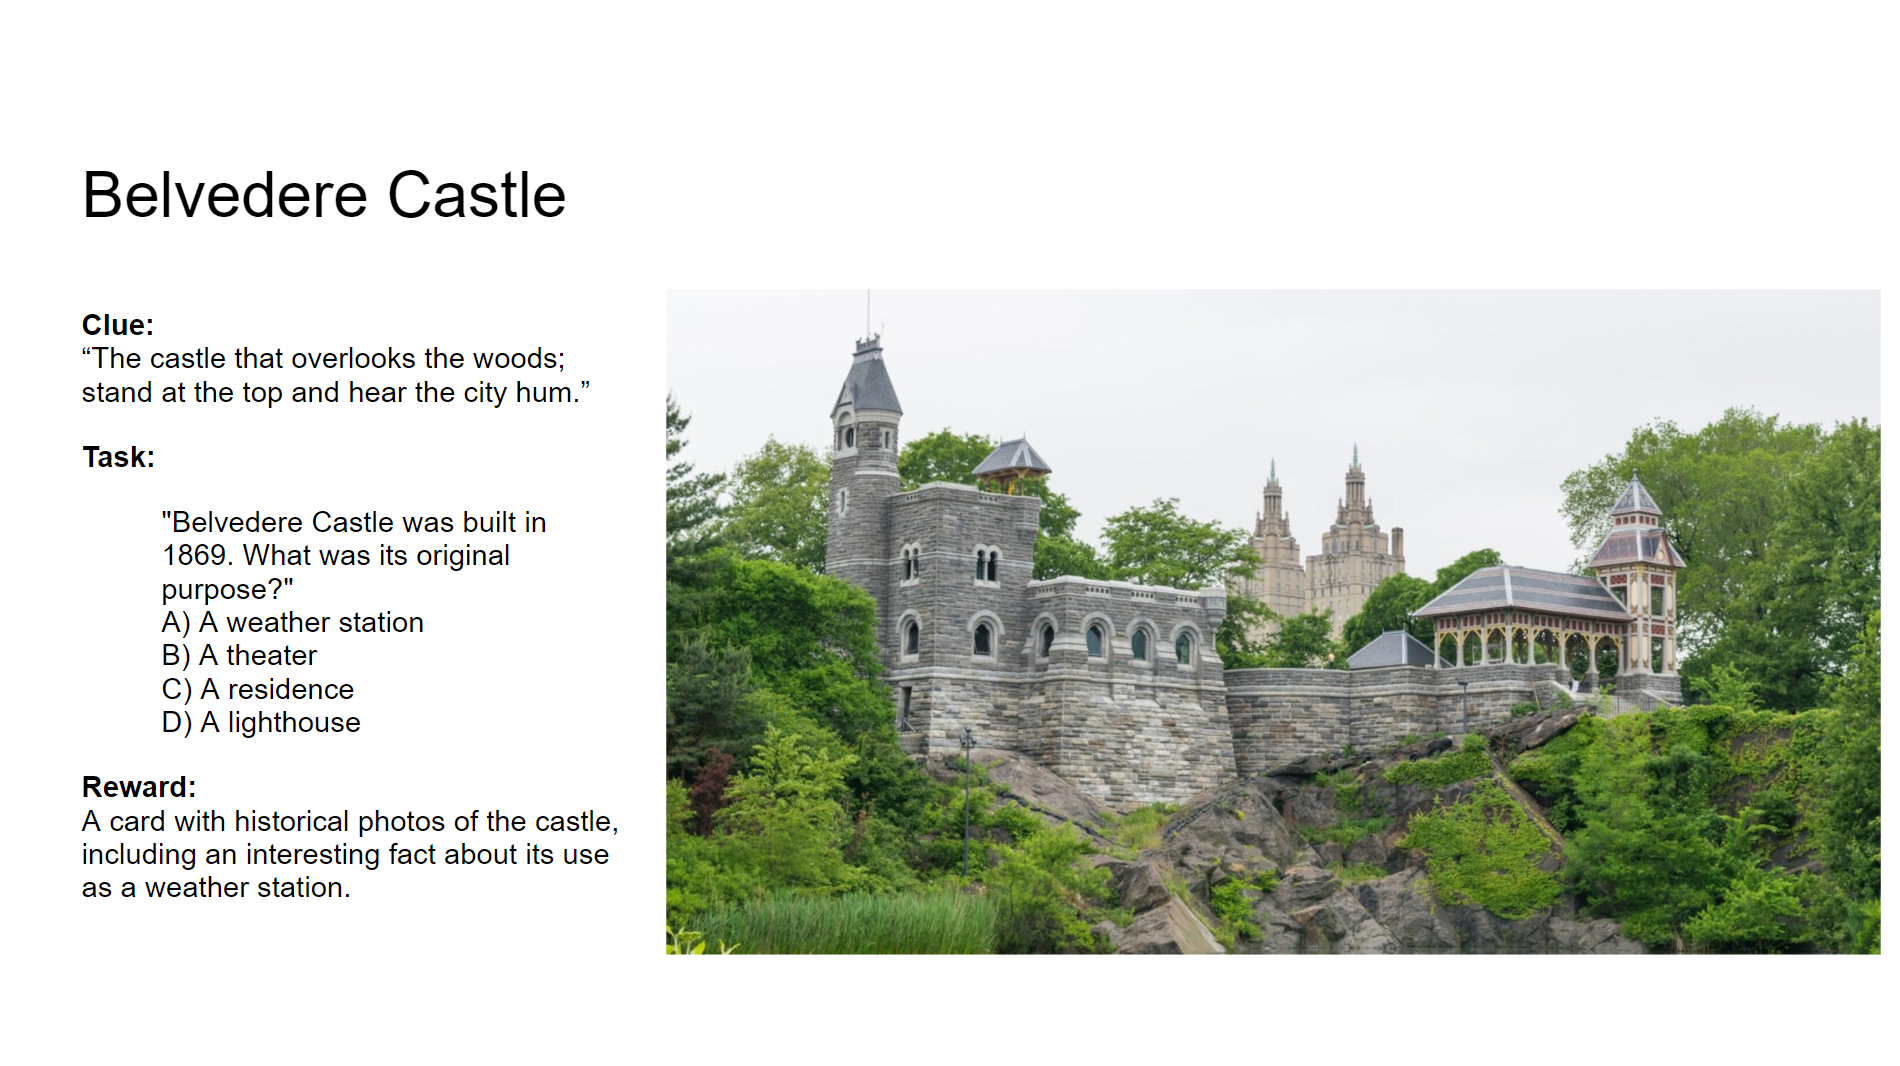 Belvedere Castle
Clue:
“The castle that overlooks the woods;
stand at the top and hear the city hum.”
Task:
"Belvedere Castle was built in
1869. What was its original
purpose?"
A) A weather station
B) A theater
C) A residence
D) A lighthouse
Reward:
A card with historical photos of the castle,
including an interesting fact about its use
as a weather station.